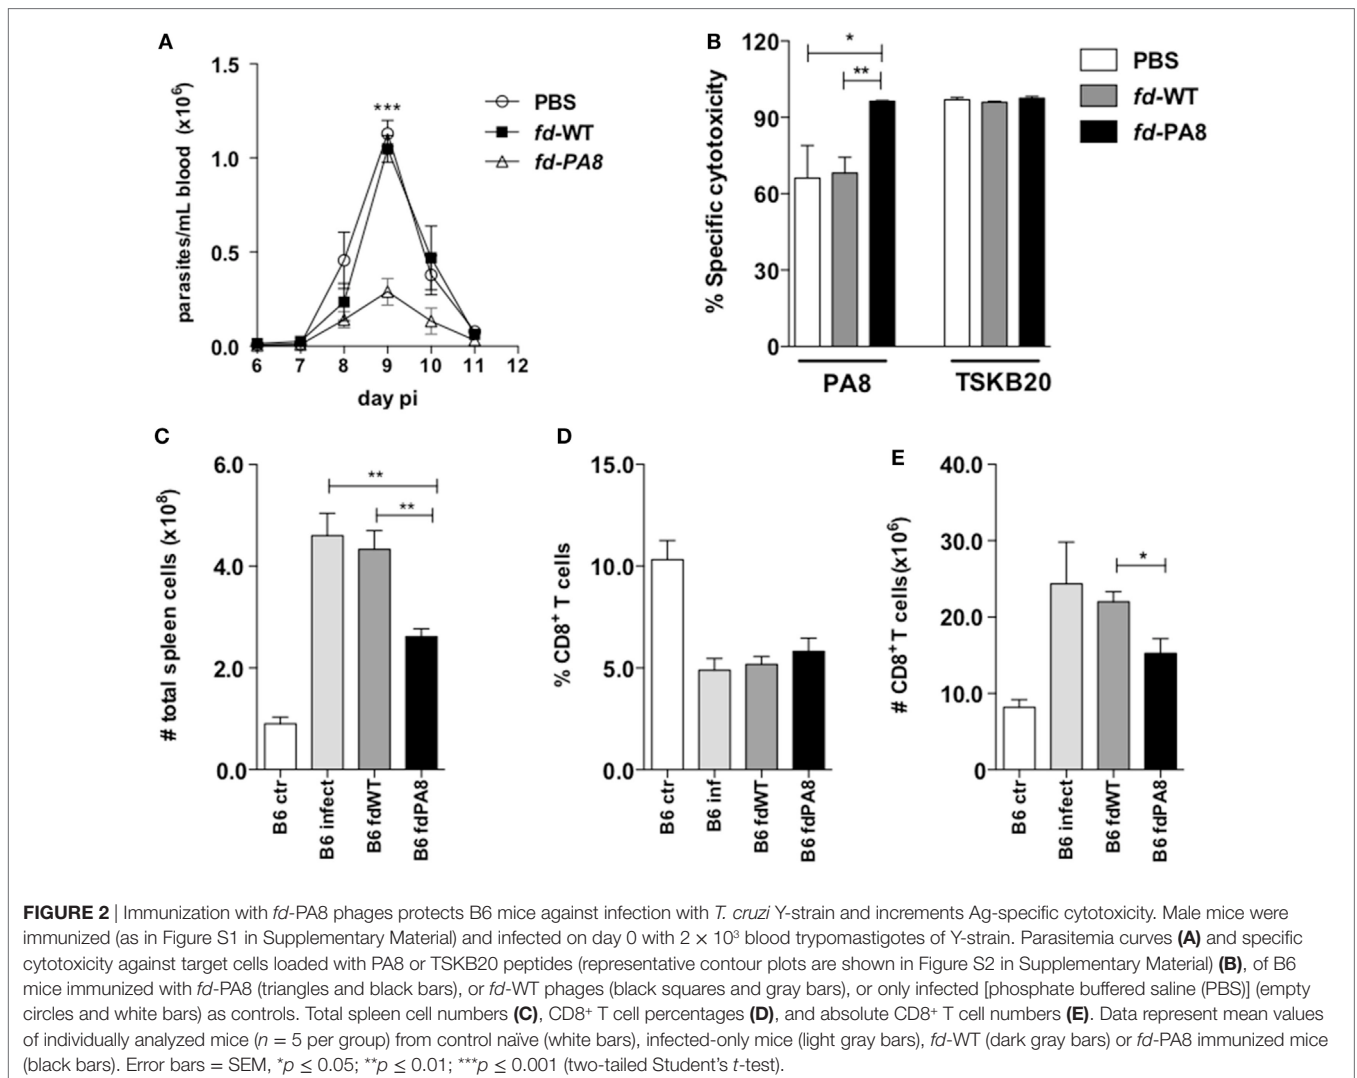 A
1.5
1.0
0.5
0.0
parasites/mL blood (x10⁶)
***
6 7 8 9 10 11 12
day pi
PBS
fd-WT
fd-PA8
B
120
90
60
30
0
% Specific cytotoxicity
*
**
PA8 TSKB20
PBS
fd-WT
fd-PA8
C
6.0
4.0
2.0
0.0
# total spleen cells (x10⁸)
**
**
B6 ctr
B6 infect
B6 fdWT
B6 fdPA8
D
15.0
10.0
5.0
0.0
% CD8⁺ T cells
B6 ctr
B6 inf
B6 fdWT
B6 fdPA8
E
40.0
30.0
20.0
10.0
0
# CD8⁺ T cells(x10⁶)
*
B6 ctr
B6 infect
B6 fdWT
B6 fdPA8
FIGURE 2 | Immunization with fd-PA8 phages protects B6 mice against infection with T. cruzi Y-strain and increments Ag-specific cytotoxicity. Male mice were
immunized (as in Figure S1 in Supplementary Material) and infected on day 0 with 2 × 10³ blood trypomastigotes of Y-strain. Parasitemia curves (A) and specific
cytotoxicity against target cells loaded with PA8 or TSKB20 peptides (representative contour plots are shown in Figure S2 in Supplementary Material) (B), of B6
mice immunized with fd-PA8 (triangles and black bars), or fd-WT phages (black squares and gray bars), or only infected [phosphate buffered saline (PBS)] (empty
circles and white bars) as controls. Total spleen cell numbers (C), CD8⁺ T cell percentages (D), and absolute CD8⁺ T cell numbers (E). Data represent mean values
of individually analyzed mice (n = 5 per group) from control naïve (white bars), infected-only mice (light gray bars), fd-WT (dark gray bars) or fd-PA8 immunized mice
(black bars). Error bars = SEM, *p ≤ 0.05; **p ≤ 0.01; ***p ≤ 0.001 (two-tailed Student's t-test).